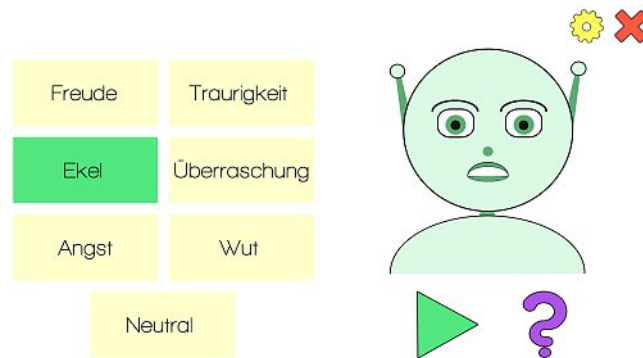 Freude
Traurigkeit
Ekel
Überraschung
Angst
Wut
Neutral
?